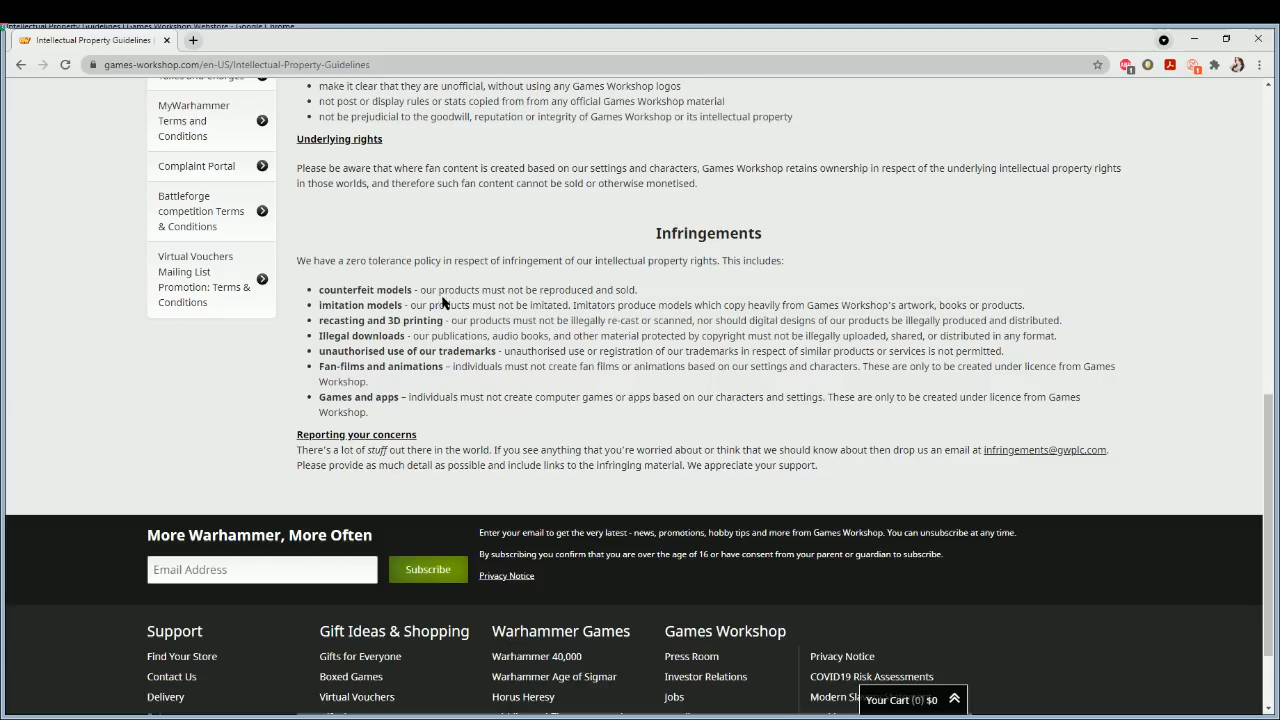 Intellectual Property Guidelines | Games Workshop Webstore - Google Chrome
Intellectual Property Guidelines |
games-workshop.com/en-US/Intellectual-Property-Guidelines
Taxes and Charges
MyWarhammer
Terms and
Conditions
Complaint Portal
Battleforge
competition Terms
& Conditions
Virtual Vouchers
Mailing List
Promotion: Terms &
Conditions
make it clear that they are unofficial, without using any Games Workshop logos
not post or display rules or stats copied from from any official Games Workshop material
not be prejudicial to the goodwill, reputation or integrity of Games Workshop or its intellectual property
Underlying rights
Please be aware that where fan content is created based on our settings and characters, Games Workshop retains ownership in respect of the underlying intellectual property rights
in those worlds, and therefore such fan content cannot be sold or otherwise monetised.
Infringements
We have a zero tolerance policy in respect of infringement of our intellectual property rights. This includes:
counterfeit models - our products must not be reproduced and sold.
imitation models - our products must not be imitated. Imitators produce models which copy heavily from Games Workshop's artwork, books or products.
recasting and 3D printing - our products must not be illegally re-cast or scanned, nor should digital designs of our products be illegally produced and distributed.
Illegal downloads - our publications, audio books, and other material protected by copyright must not be illegally uploaded, shared, or distributed in any format.
unauthorised use of our trademarks - unauthorised use or registration of our trademarks in respect of similar products or services is not permitted.
Fan-films and animations – individuals must not create fan films or animations based on our settings and characters. These are only to be created under licence from Games
Workshop.
Games and apps – individuals must not create computer games or apps based on our characters and settings. These are only to be created under licence from Games
Workshop.
Reporting your concerns
There's a lot of stuff out there in the world. If you see anything that you're worried about or think that we should know about then drop us an email at infringements@gwplc.com.
Please provide as much detail as possible and include links to the infringing material. We appreciate your support.
More Warhammer, More Often
Email Address
Subscribe
Enter your email to get the very latest - news, promotions, hobby tips and more from Games Workshop. You can unsubscribe at any time.
By subscribing you confirm that you are over the age of 16 or have consent from your parent or guardian to subscribe.
Privacy Notice
Support
Find Your Store
Contact Us
Delivery
Gift Ideas & Shopping
Gifts for Everyone
Boxed Games
Virtual Vouchers
Warhammer Games
Warhammer 40,000
Warhammer Age of Sigmar
Horus Heresy
Games Workshop
Press Room
Investor Relations
Jobs
Privacy Notice
COVID19 Risk Assessments
Modern
Your Cart (0) $0